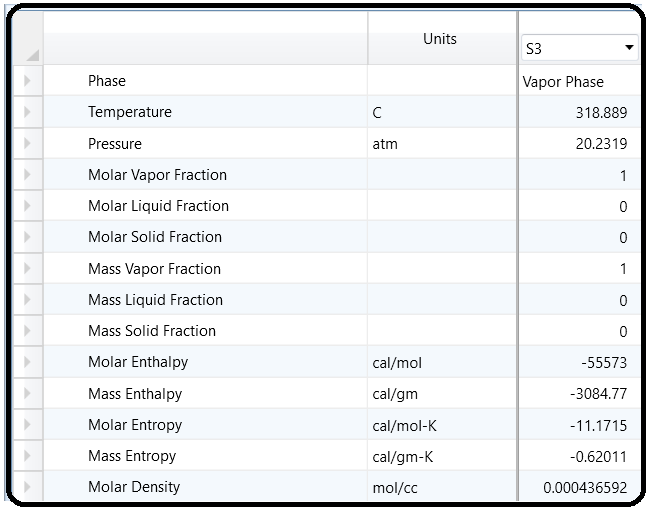 Units S3
Phase Vapor Phase
Temperature C 318.889
Pressure atm 20.2319
Molar Vapor Fraction 1
Molar Liquid Fraction 0
Molar Solid Fraction 0
Mass Vapor Fraction 1
Mass Liquid Fraction 0
Mass Solid Fraction 0
Molar Enthalpy cal/mol -55573
Mass Enthalpy cal/gm -3084.77
Molar Entropy cal/mol-K -11.1715
Mass Entropy cal/gm-K -0.62011
Molar Density mol/cc 0.000436592